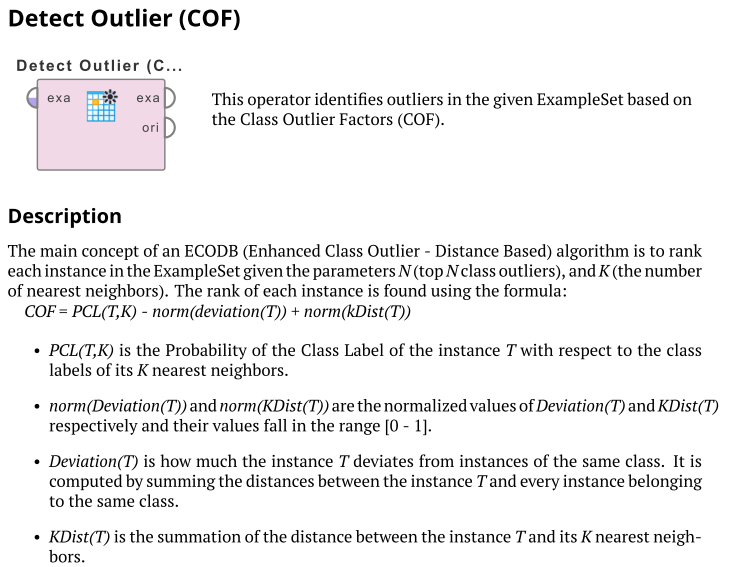 Detect Outlier (COF)
Detect Outlier (C...
exa
exa
ori
This operator identifies outliers in the given ExampleSet based on
the Class Outlier Factors (COF).
Description
The main concept of an ECODB (Enhanced Class Outlier - Distance Based) algorithm is to rank
each instance in the ExampleSet given the parameters N (top N class outliers), and K (the number
of nearest neighbors). The rank of each instance is found using the formula:
COF = PCL(T,K) - norm(deviation(T)) + norm(kDist(T))
• PCL(T,K) is the Probability of the Class Label of the instance T with respect to the class
labels of its K nearest neighbors.
• norm(Deviation(T)) and norm(KDist(T)) are the normalized values of Deviation(T) and KDist(T)
respectively and their values fall in the range [0 - 1].
• Deviation(T) is how much the instance T deviates from instances of the same class. It is
computed by summing the distances between the instance T and every instance belonging
to the same class.
• KDist(T) is the summation of the distance between the instance T and its K nearest neigh-
bors.